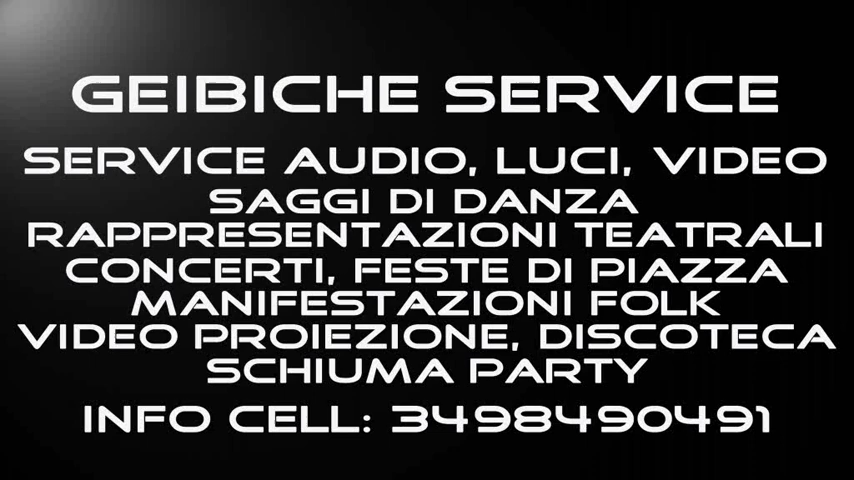 GEIBICHE SERVICE
SERVICE AUDIO, LUCI, VIDEO
SAGGI DI DANZA
RAPPRESENTAZIONI TEATRALI
CONCERTI, FESTE DI PIAZZA
MANIFESTAZIONI FOLK
VIDEO PROIEZIONE, DISCOTECA
SCHIUMA PARTY
INFO CELL: 3498490491